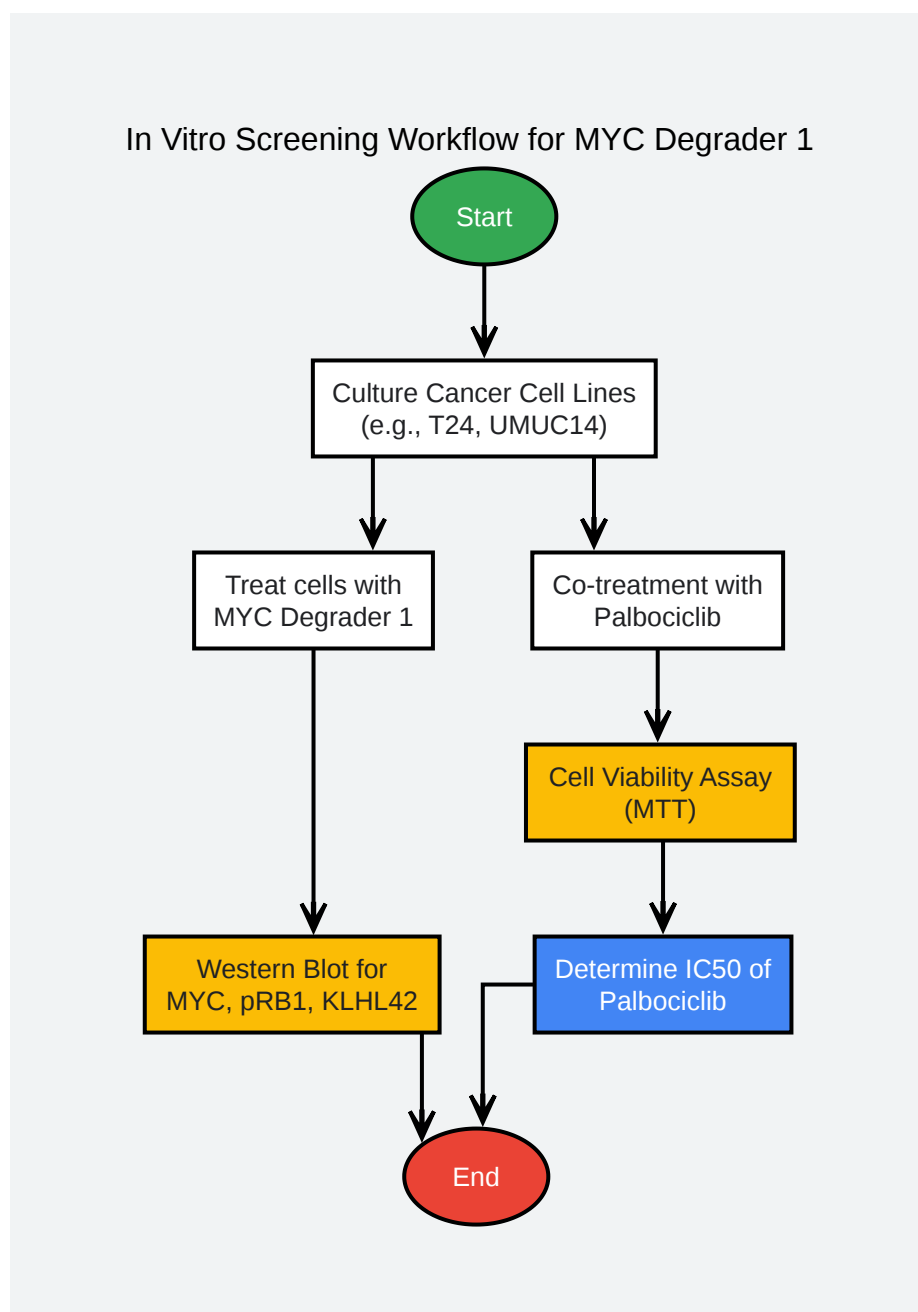 In Vitro Screening Workflow for MYC Degrader 1
Start
Culture Cancer Cell Lines
(e.g., T24, UMUC14)
Treat cells with
MYC Degrader 1
Co-treatment with
Palbociclib
Cell Viability Assay
(MTT)
Western Blot for
MYC, pRB1, KLHL42
Determine IC50 of
Palbociclib
End